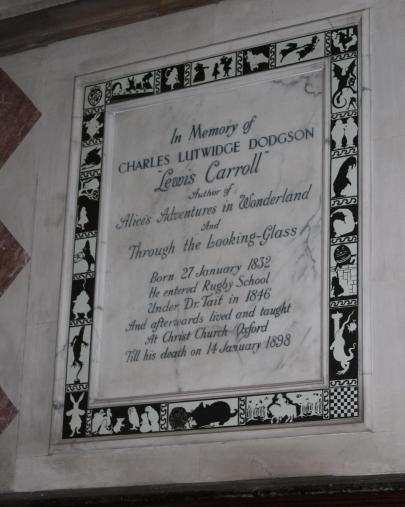 In Memory of
CHARLES LUTWIDGE DODGSON
"Lewis Carroll"
Author of
Alice's Adventures in Wonderland
And
Through the Looking-Glass
Born 27 January 1832
He entered Rugby School
Under Dr. Tait in 1846
And afterwards lived and taught
At Christ Church Oxford
Till his death on 14 January 1898